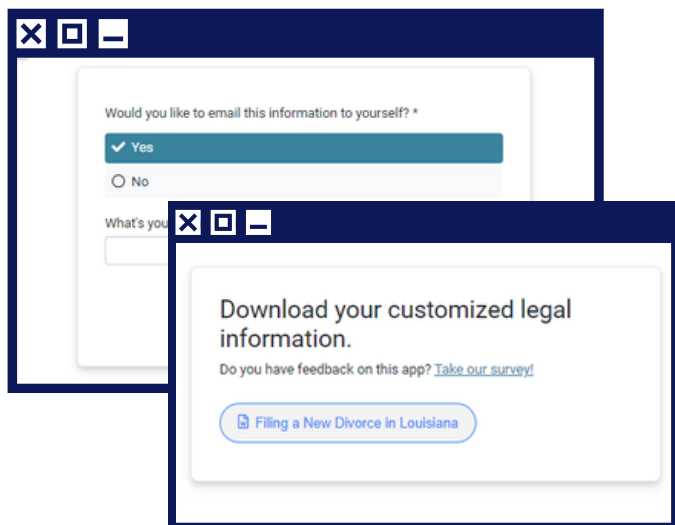 Would you like to email this information to yourself? *
Yes
No
What's you
Download your customized legal
information.
Do you have feedback on this app? Take our survey!
Filing a New Divorce in Louisiana